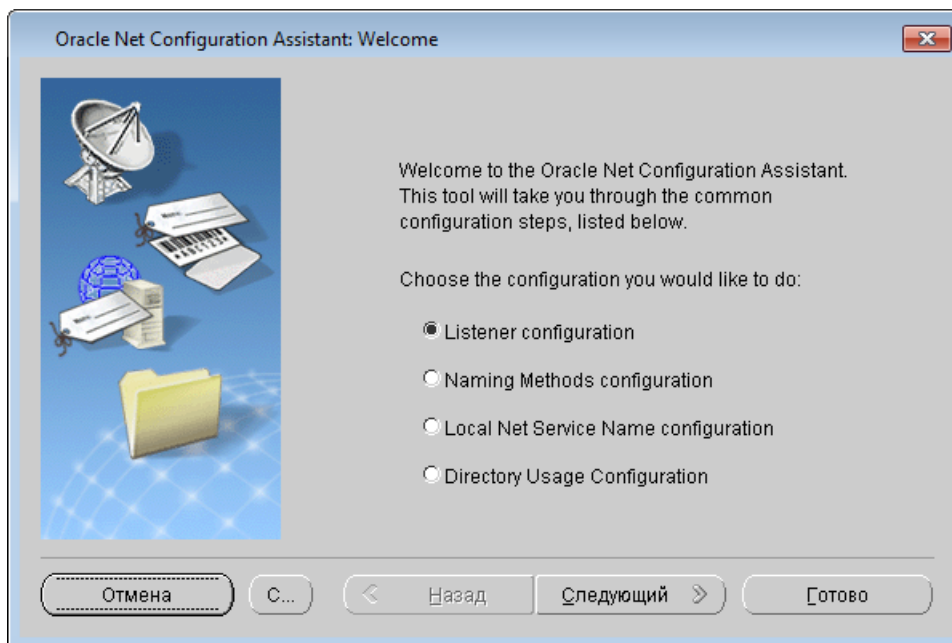 Oracle Net Configuration Assistant: Welcome
Welcome to the Oracle Net Configuration Assistant.
This tool will take you through the common
configuration steps, listed below.
Choose the configuration you would like to do:
Listener configuration
Naming Methods configuration
Local Net Service Name configuration
Directory Usage Configuration
Отмена
С...
Назад
Следующий
Готово